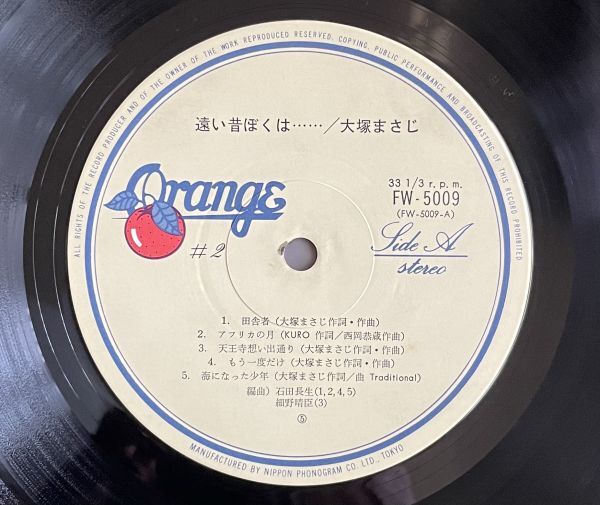 ALL RIGHTS OF THE RECORD PRODUCER AND OF THE OWNER OF THE WORK REPRODUCED RESERVED. COPYING, PUBLIC PERFORMANCE AND BROADCASTING OF THIS RECORD PROHIBITED
遠い昔ぼくは……/大塚まさじ
Orange
#2
33 1/3 r.p.m.
FW-5009
(FW-5009-A)
Side A
stereo
1. 田舎者 (大塚まさじ作詞・作曲)
2. アフリカの月 (KURO 作詞/西岡恭蔵作曲)
3. 天王寺想い出通り (大塚まさじ作詞・作曲)
4. もう一度だけ (大塚まさじ作詞・作曲)
5. 海になった少年 (大塚まさじ作詞/曲 Traditional)
編曲) 石田長生(1,2,4,5)
細野晴臣(3)
⑤
MANUFACTURED BY NIPPON PHONOGRAM CO. LTD., TOKYO